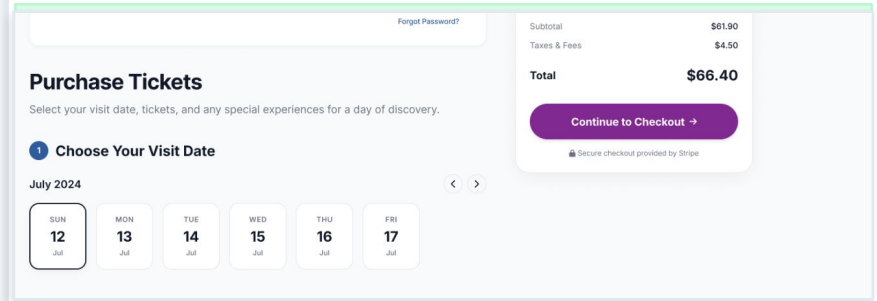 Forgot Password?
Purchase Tickets
Select your visit date, tickets, and any special experiences for a day of discovery.
1 Choose Your Visit Date
July 2024
SUN MON TUE WED THU FRI
12 13 14 15 16 17
Jul Jul Jul Jul Jul Jul
Subtotal $61.90
Taxes & Fees $4.50
Total $66.40
Continue to Checkout →
Secure checkout provided by Stripe